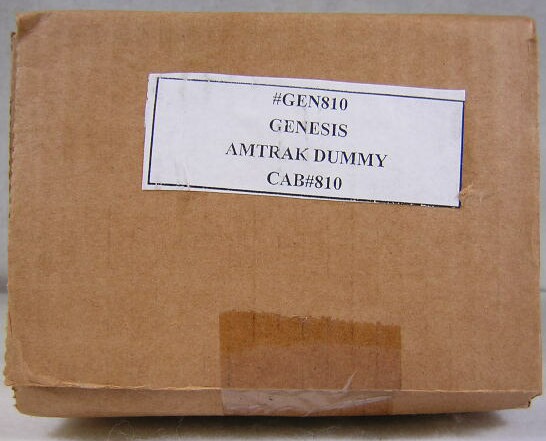 #GEN810
GENESIS
AMTRAK DUMMY
CAB#810